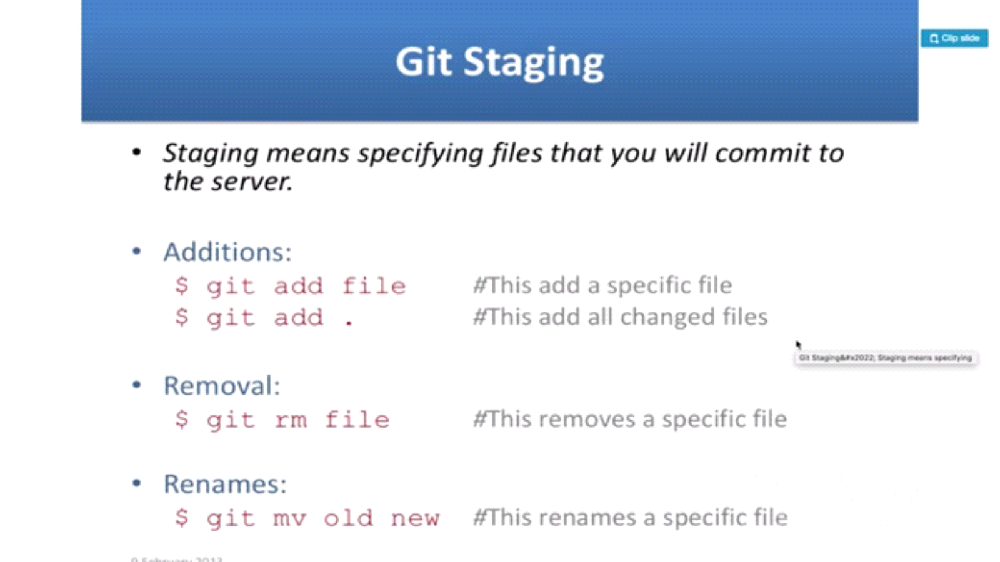 Git Staging
Clip slide
• Staging means specifying files that you will commit to
the server.
• Additions:
$ git add file #This add a specific file
$ git add . #This add all changed files
Git Staging&#x2022; Staging means specifying
• Removal:
$ git rm file #This removes a specific file
• Renames:
$ git mv old new #This renames a specific file
9 February 2013